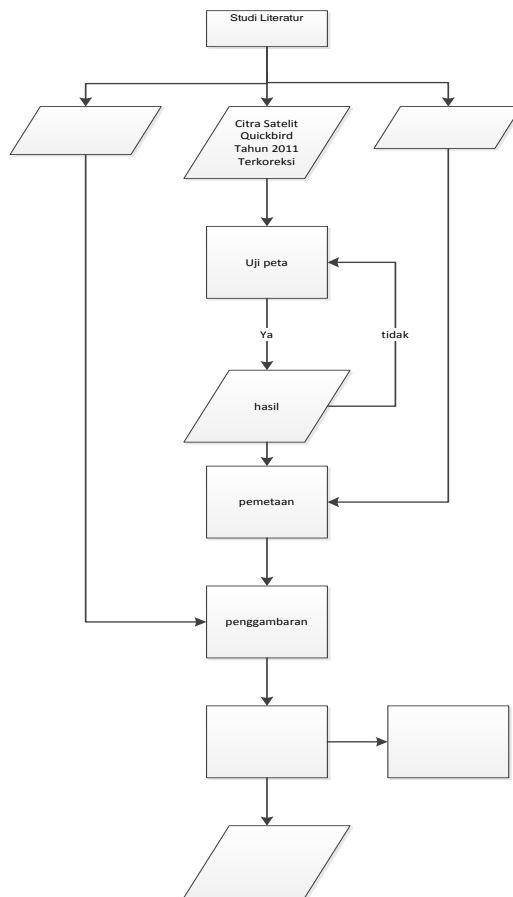 Studi Literatur
Citra Satelit
Quickbird
Tahun 2011
Terkoreksi
Uji peta
Ya
tidak
hasil
pemetaan
penggambaran